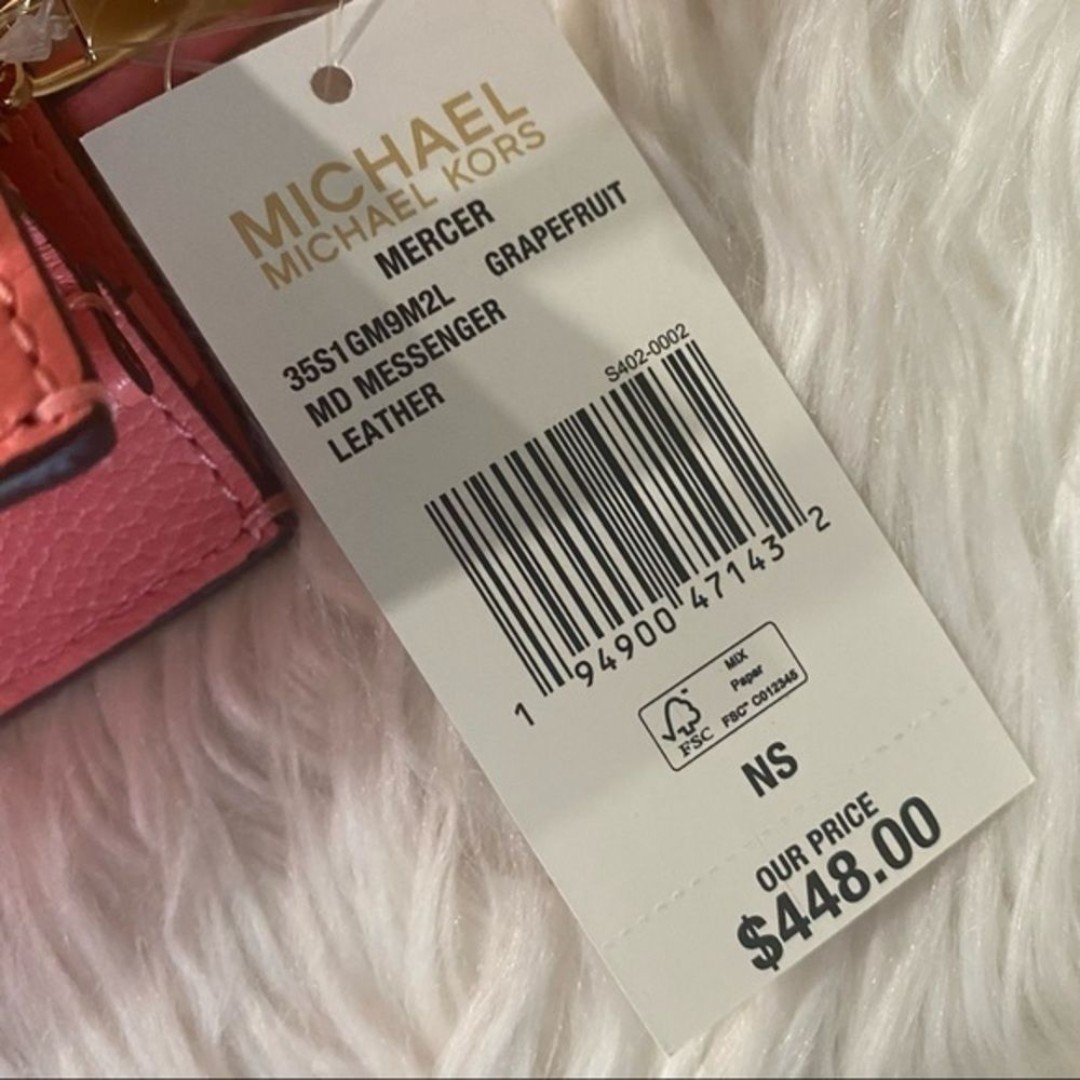 MICHAEL
MICHAEL KORS
MERCER
35S1GM9M2L GRAPEFRUIT
MD MESSENGER
LEATHER
S402-0002
1 94900 47143 2
MIX
Paper
FSC™ C012345
FSC
NS
OUR PRICE
$448.00